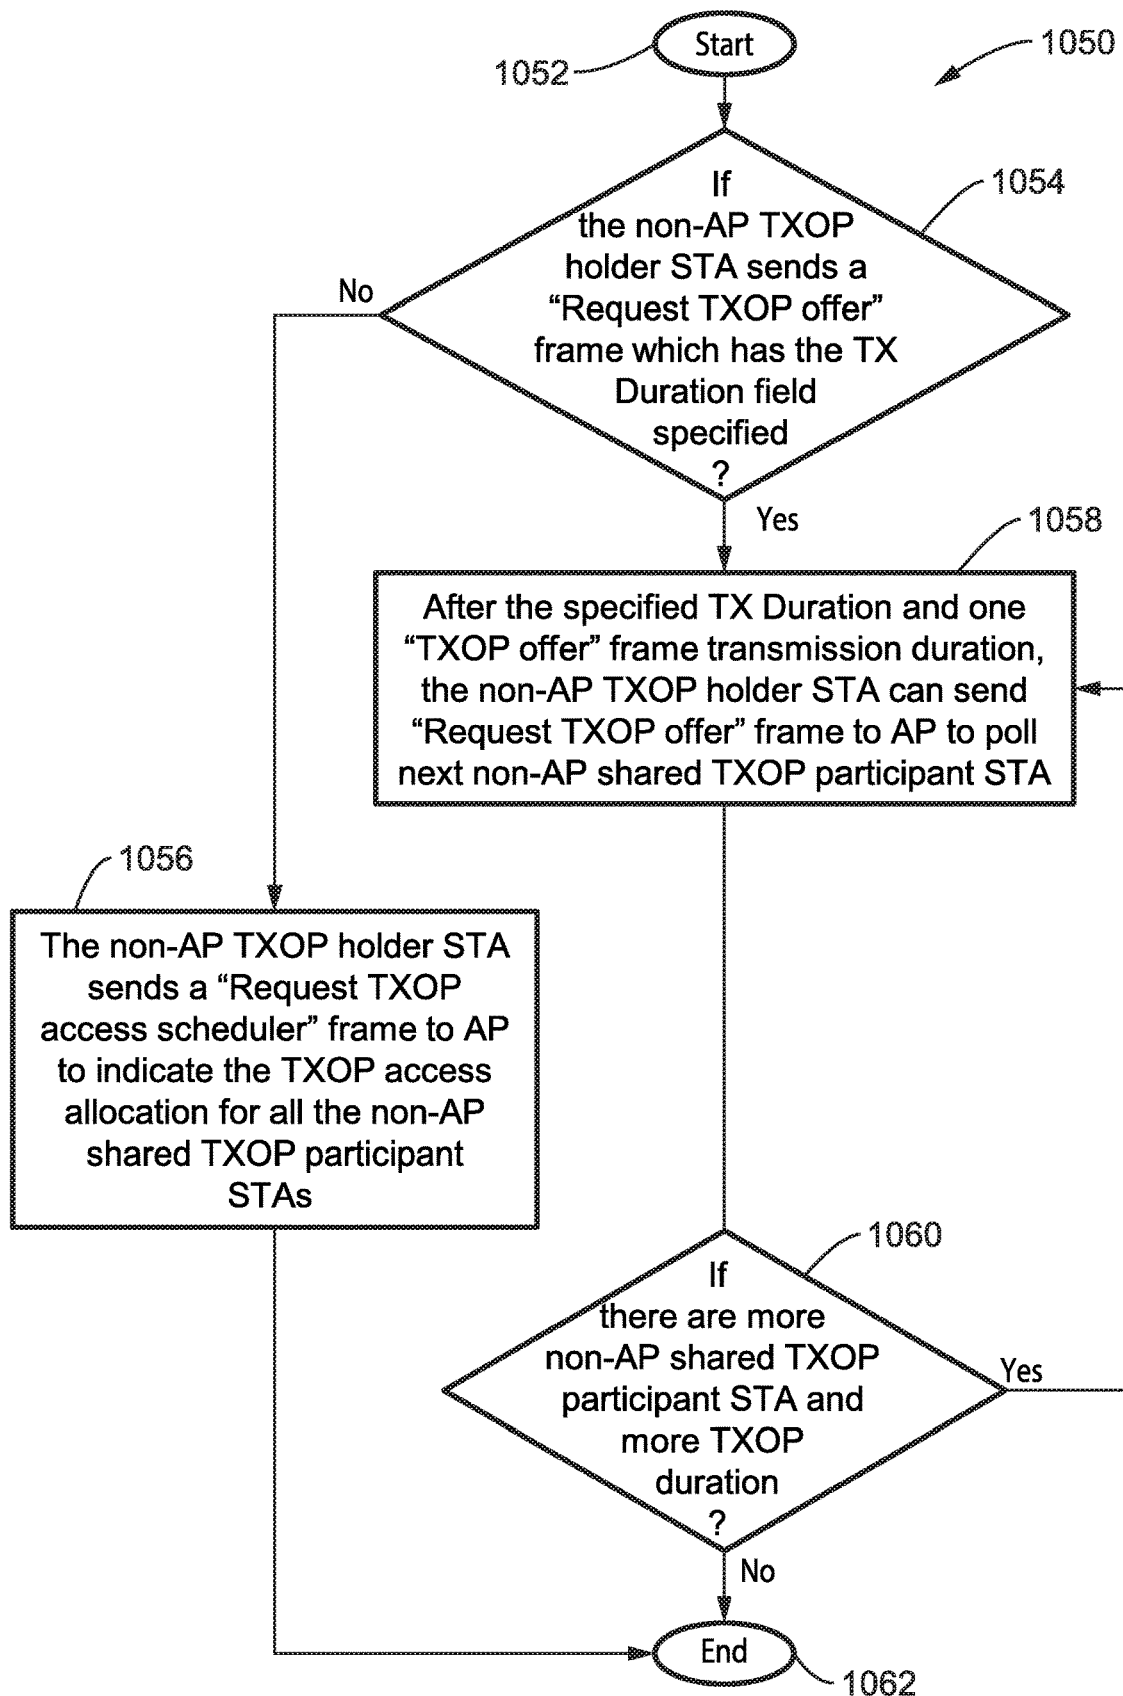 Start
1052
1050
If
the non-AP TXOP
holder STA sends a
“Request TXOP offer”
frame which has the TX
Duration field
specified
?
1054
No
Yes
1058
After the specified TX Duration and one
“TXOP offer” frame transmission duration,
the non-AP TXOP holder STA can send
“Request TXOP offer” frame to AP to poll
next non-AP shared TXOP participant STA
1056
The non-AP TXOP holder STA
sends a “Request TXOP
access scheduler” frame to AP
to indicate the TXOP access
allocation for all the non-AP
shared TXOP participant
STAs
1060
If
there are more
non-AP shared TXOP
participant STA and
more TXOP
duration
?
Yes
No
End
1062